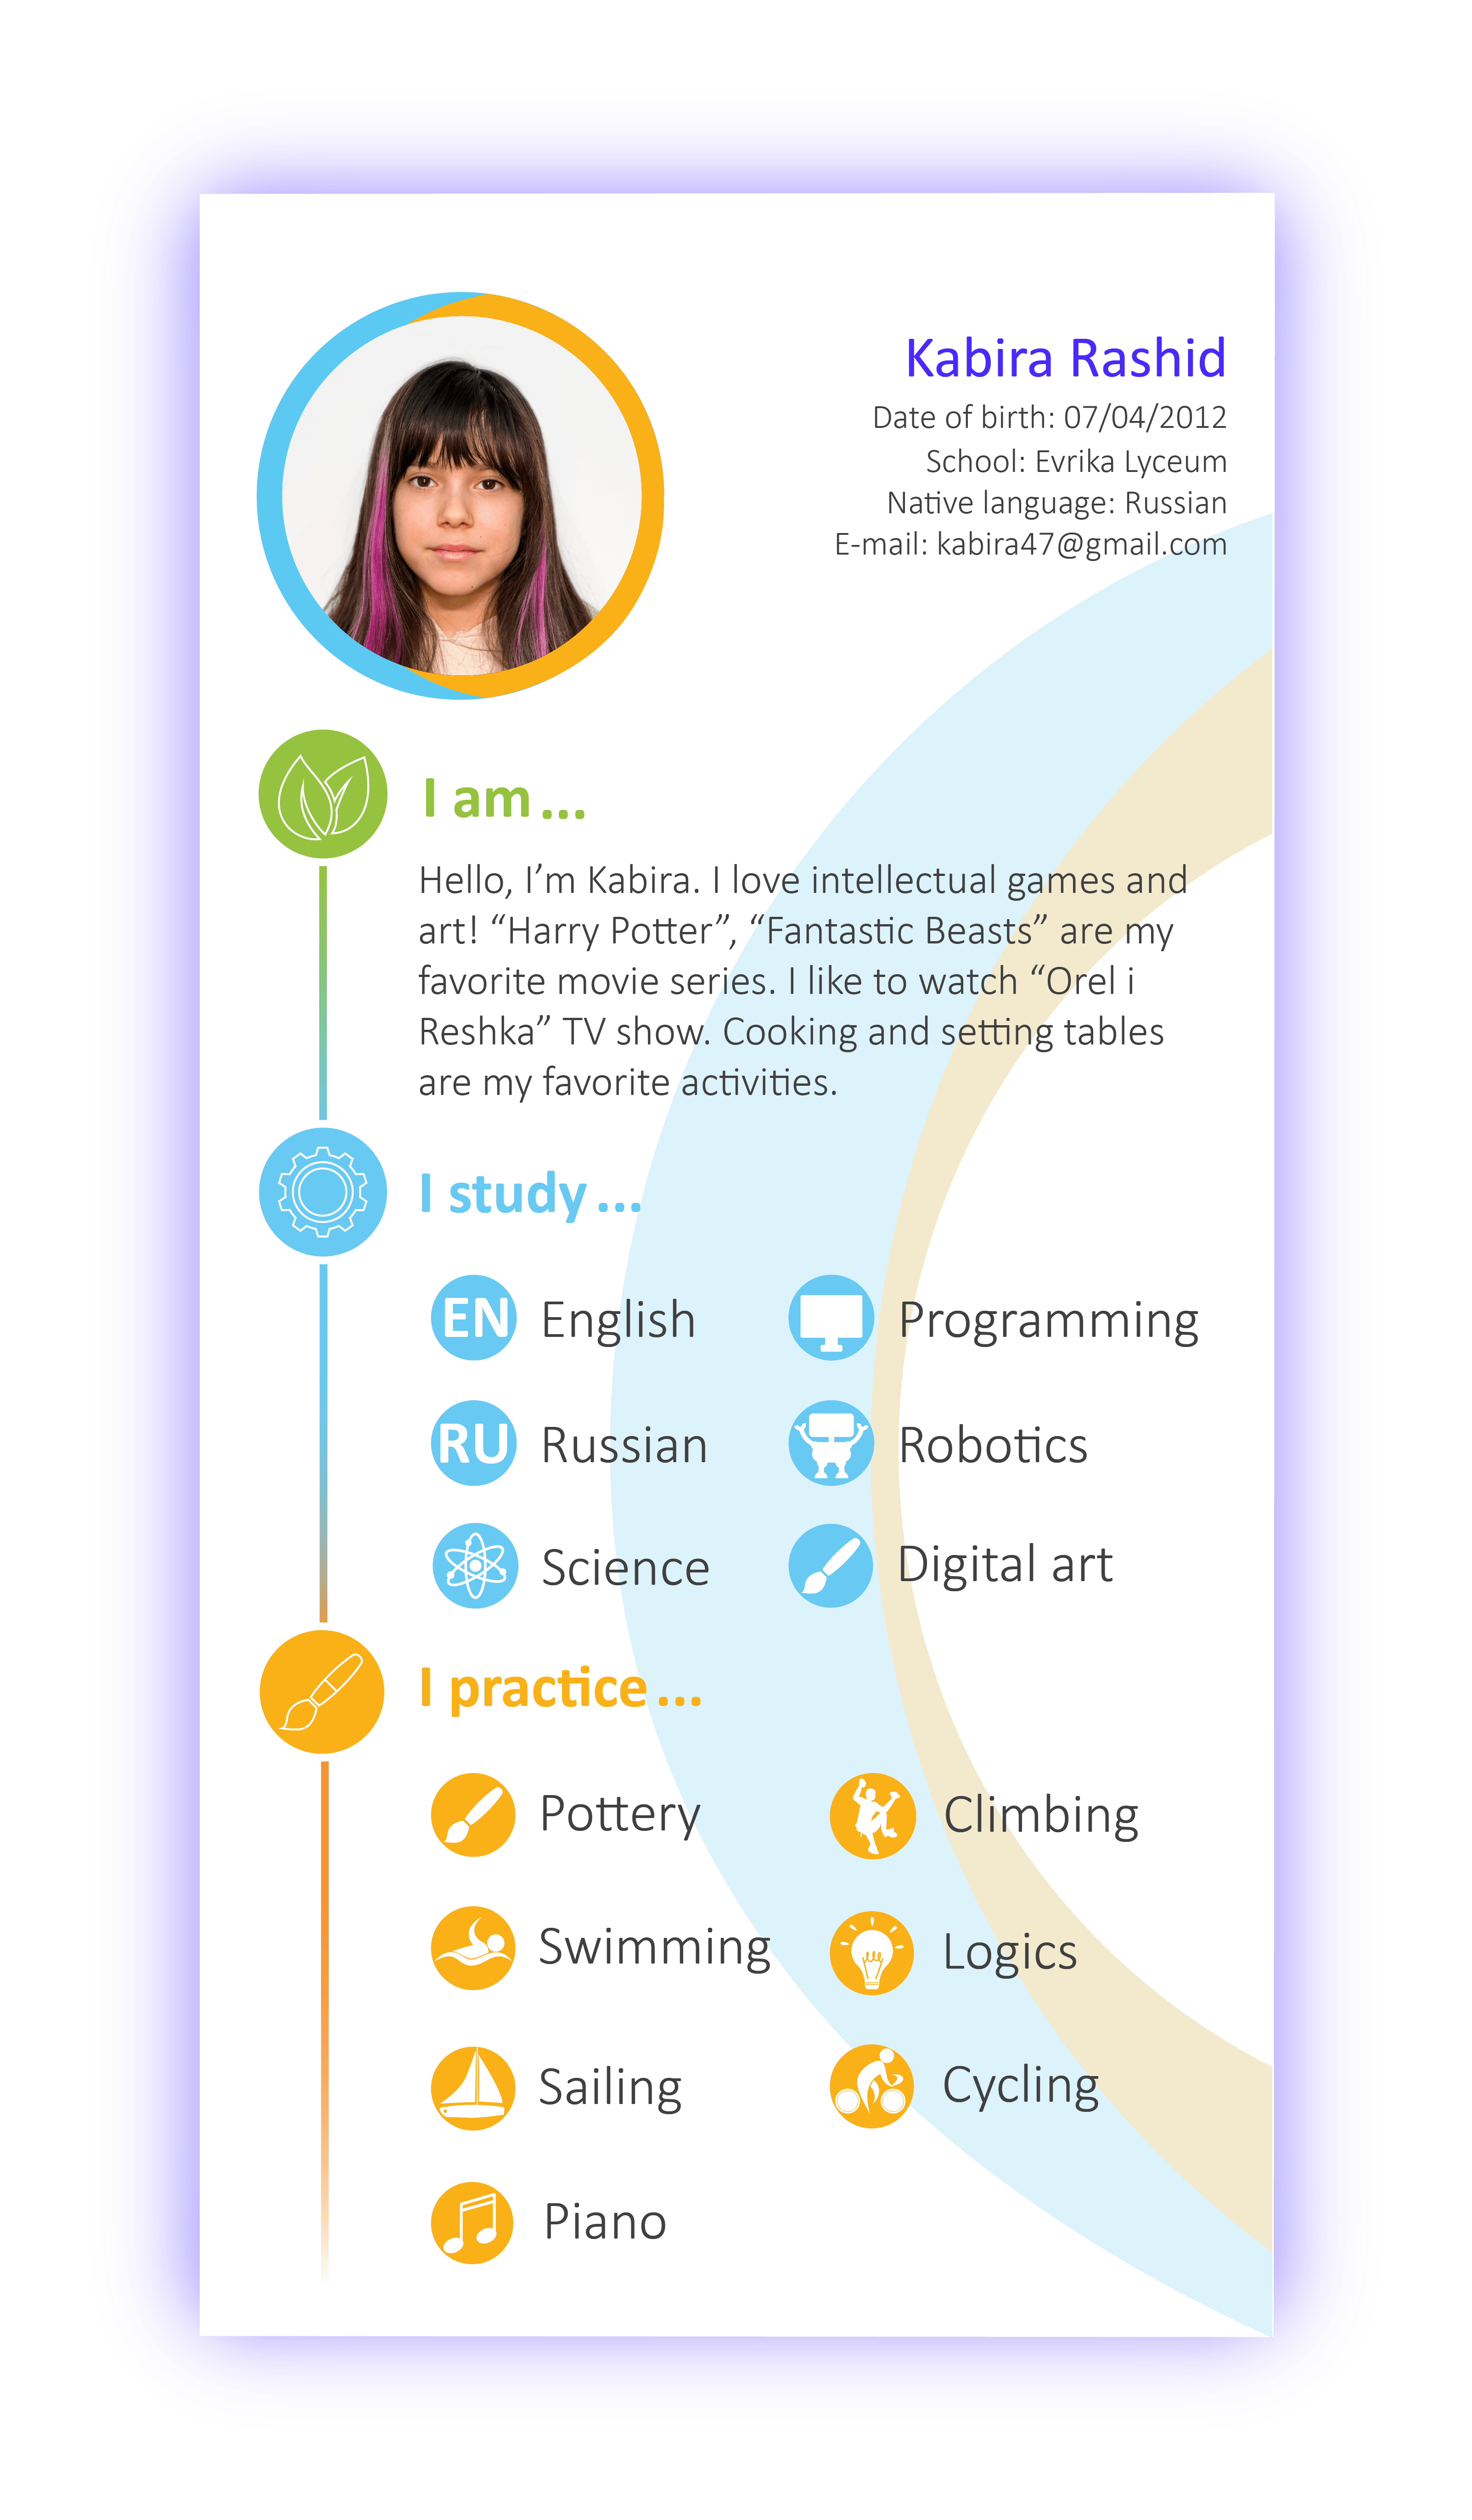 Kabira Rashid
Date of birth: 07/04/2012
School: Evrika Lyceum
Native language: Russian
E-mail: kabira47@gmail.com
I am...
Hello, I’m Kabira. I love intellectual games and
art! “Harry Potter”, “Fantastic Beasts” are my
favorite movie series. I like to watch “Orel i
Reshka” TV show. Cooking and setting tables
are my favorite activities.
I study...
EN English
Programming
RU Russian
Robotics
Science
Digital art
I practice...
Pottery
Climbing
Swimming
Logics
Sailing
Cycling
Piano